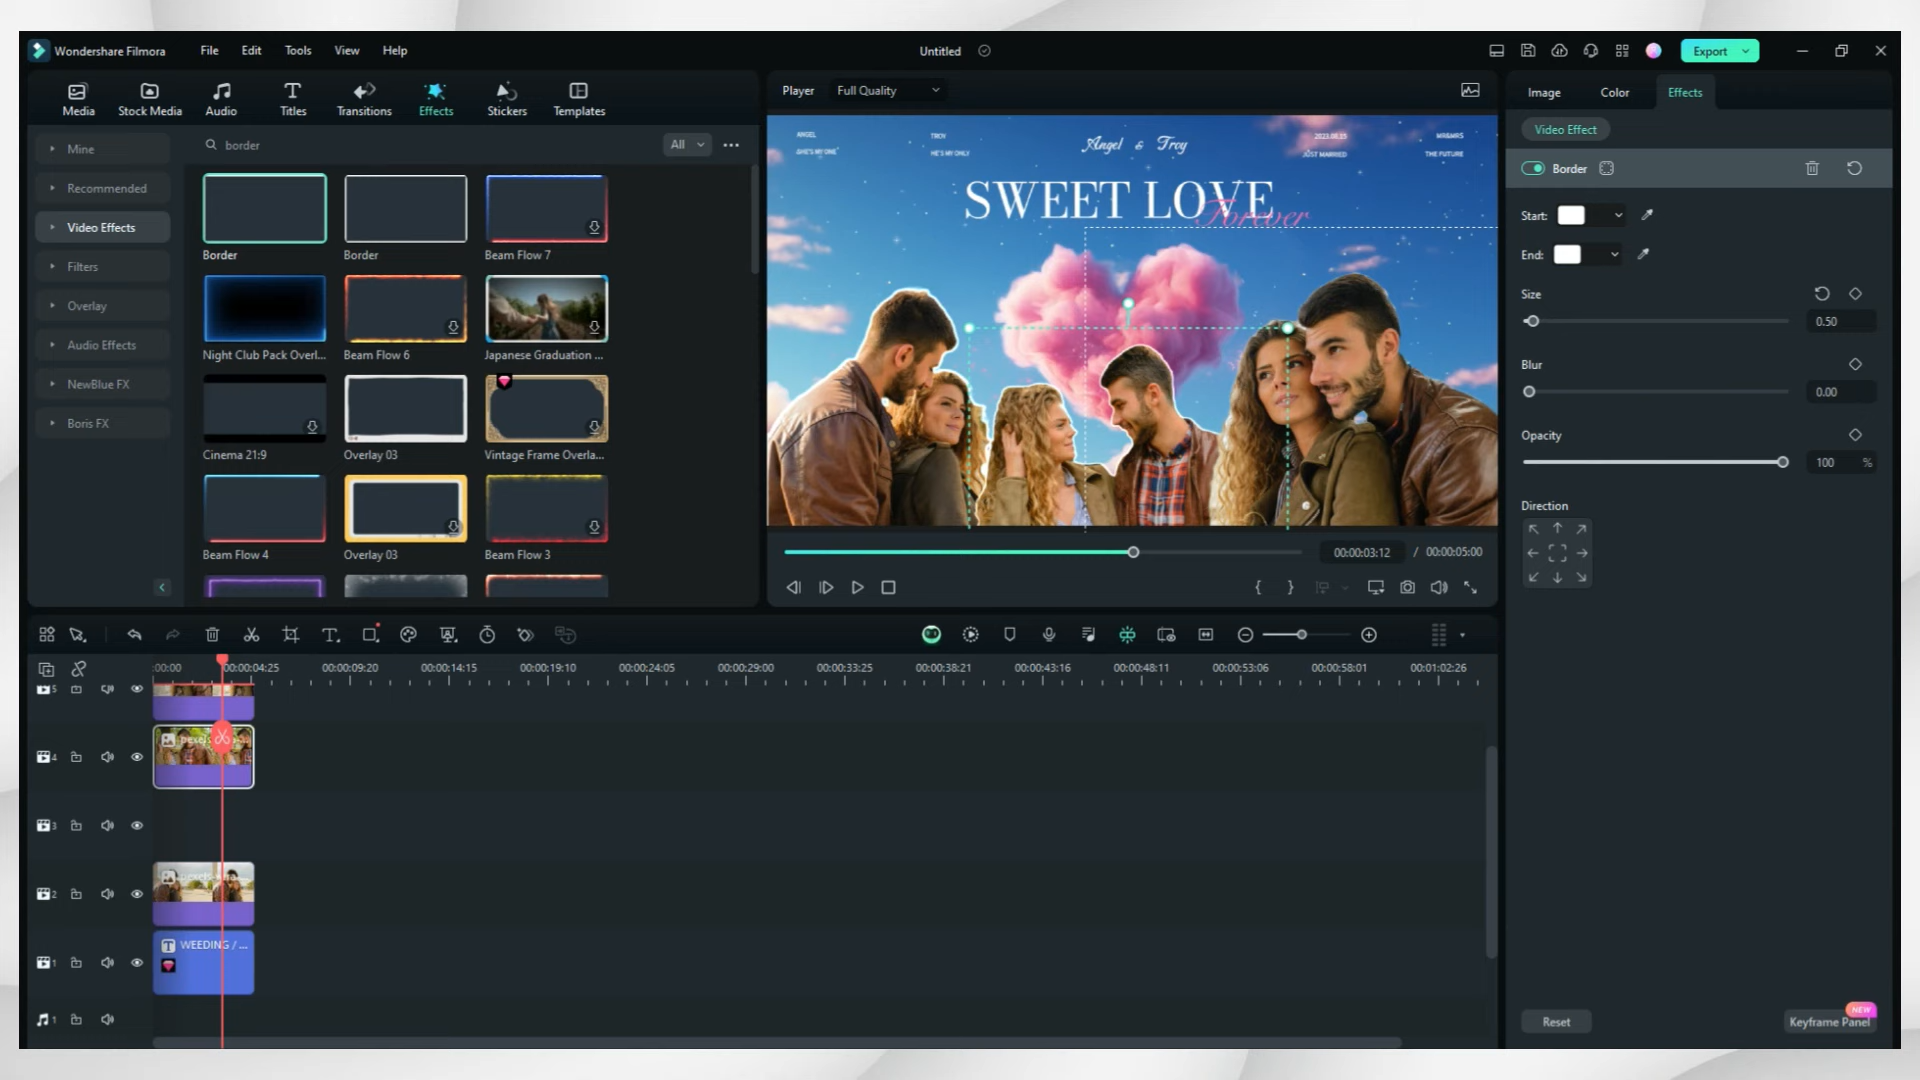 Wondershare Filmora
File
Edit
Tools
View
Help
Untitled
Export
Media
Stock Media
Audio
Titles
Transitions
Effects
Stickers
Templates
Player
Full Quality
Image
Color
Effects
Mine
Recommended
Video Effects
Filters
Overlay
Audio Effects
NewBlue FX
Boris FX
border
All
Border
Border
Beam Flow 7
Night Club Pack Overl...
Beam Flow 6
Japanese Graduation ...
Cinema 21:9
Overlay 03
Vintage Frame Overla...
Beam Flow 4
Overlay 03
Beam Flow 3
ANGEL
SHE'S MY ONE
TROY
HE'S MY ONLY
Angel & Troy
2023.08.15
JUST MARRIED
MR&MRS
THE FUTURE
SWEET LOVE
Forever
00:00:03:12 / 00:00:05:00
Video Effect
Border
Start:
End:
Size
0.50
Blur
0.00
Opacity
100 %
Direction
Reset
NEW
Keyframe Panel
:00:00
00:00:04:25
00:00:09:20
00:00:14:15
00:00:19:10
00:00:24:05
00:00:29:00
00:00:33:25
00:00:38:21
00:00:43:16
00:00:48:11
00:00:53:06
00:00:58:01
00:01:02:26
5
4
3
2
1
WEEDING / ...
1